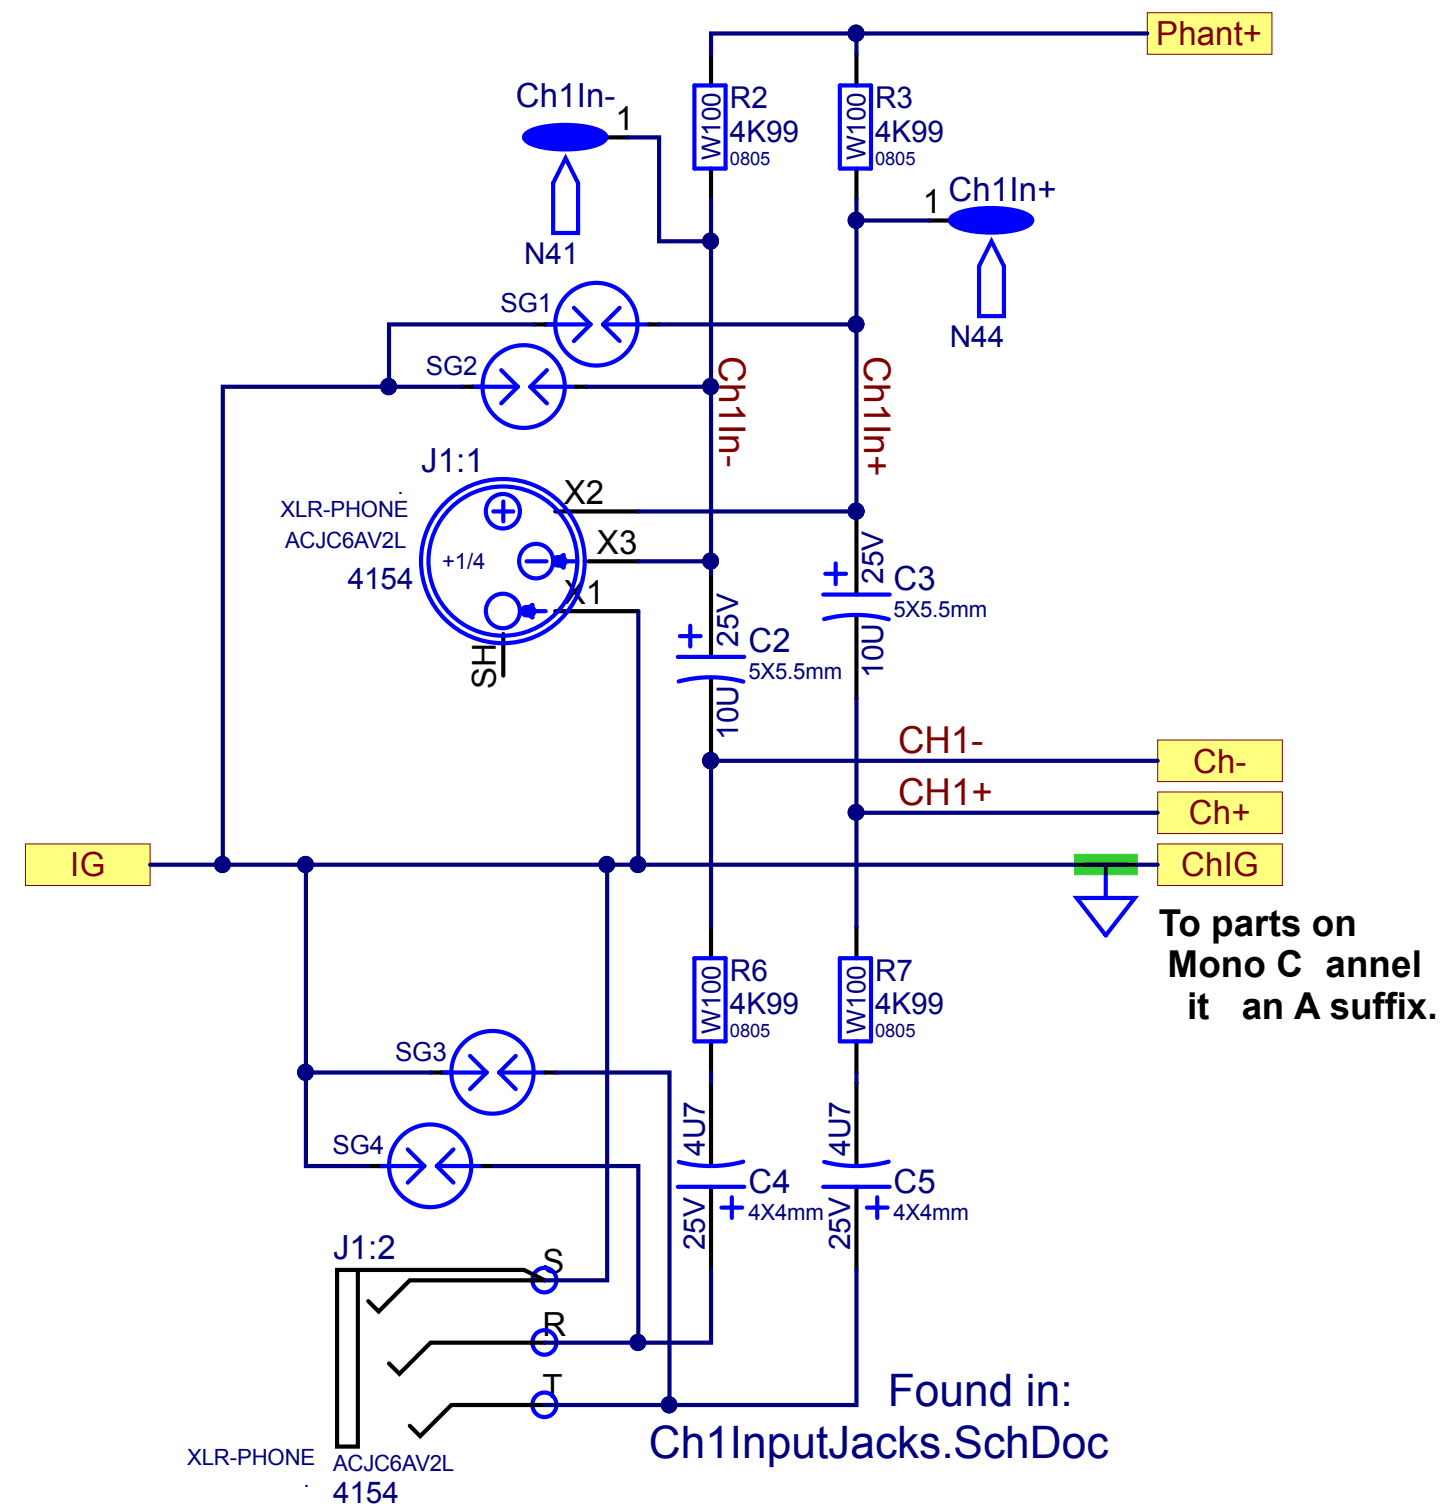 Phant+
Ch1In-
1
N41
W100
R2
4K99
0805
W100
R3
4K99
0805
1
Ch1In+
N44
SG1
SG2
Ch1In-
Ch1In+
J1:1
.
XLR-PHONE
ACJC6AV2L
4154
+1/4
X2
X3
X1
SH
+
25V
C2
5X5.5mm
10U
+
25V
C3
5X5.5mm
10U
CH1-
Ch-
CH1+
Ch+
IG
ChIG
To parts on
Mono C annel
it an A suffix.
W100
R6
4K99
0805
W100
R7
4K99
0805
SG3
SG4
4U7
C4
+ 4X4mm
25V
4U7
C5
+ 4X4mm
25V
J1:2
S
R
T
XLR-PHONE
.
ACJC6AV2L
4154
Found in:
Ch1InputJacks.SchDoc